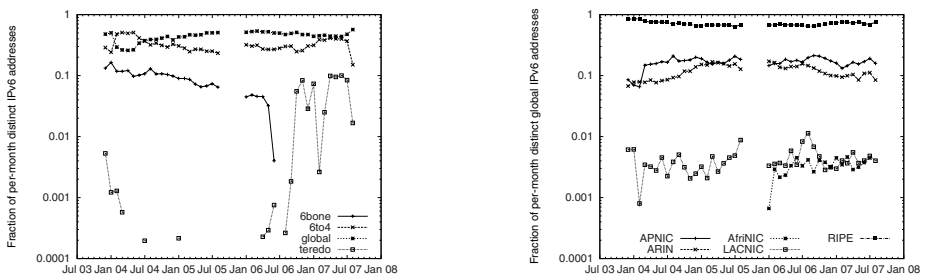 Fraction of per-month distinct IPv6 addresses
1
0.1
0.01
0.001
0.0001
Jul 03 Jan 04 Jul 04 Jan 05 Jul 05 Jan 06 Jul 06 Jan 07 Jul 07 Jan 08
6bone
6to4
global
teredo
Fraction of per-month distinct global IPv6 addresses
1
0.1
0.01
0.001
0.0001
Jul 03 Jan 04 Jul 04 Jan 05 Jul 05 Jan 06 Jul 06 Jan 07 Jul 07 Jan 08
APNIC AfriNIC RIPE
ARIN LACNIC